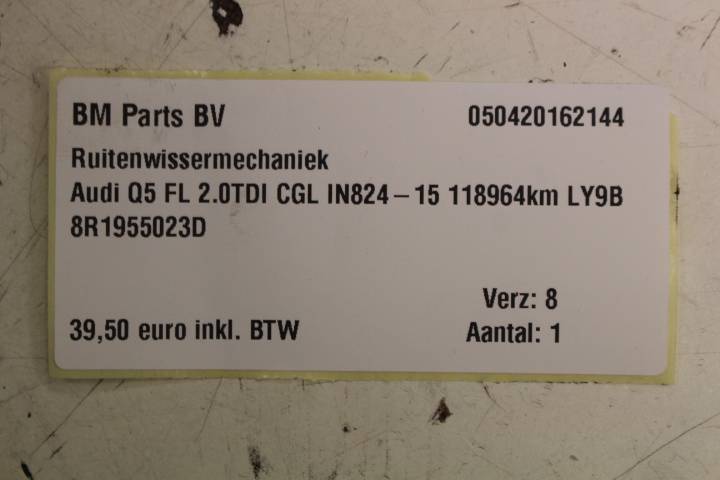 BM Parts BV 050420162144
Ruitenwissermechaniek
Audi Q5 FL 2.0TDI CGL IN824-15 118964km LY9B
8R1955023D
Verz: 8
39,50 euro inkl. BTW Aantal: 1